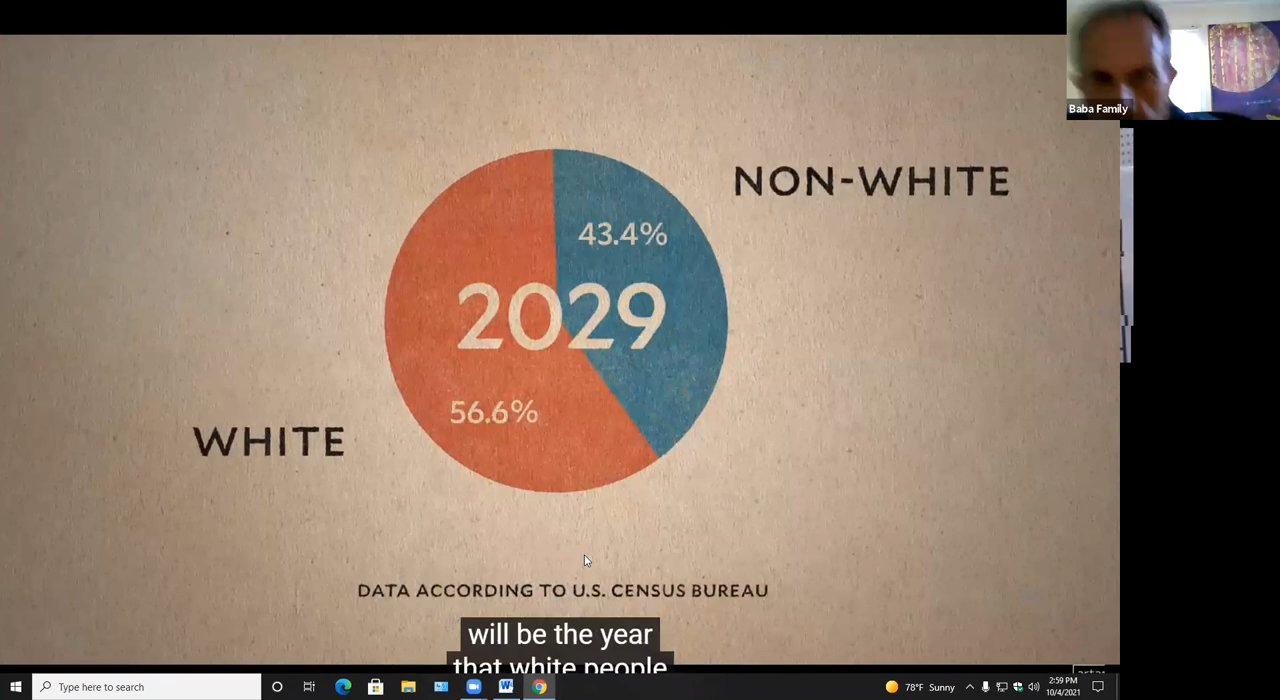 Baba Family
NON-WHITE
43.4%
2029
56.6%
WHITE
DATA ACCORDING TO U.S. CENSUS BUREAU
will be the year
that white people
Type here to search
78°F Sunny
2:59 PM
10/4/2021